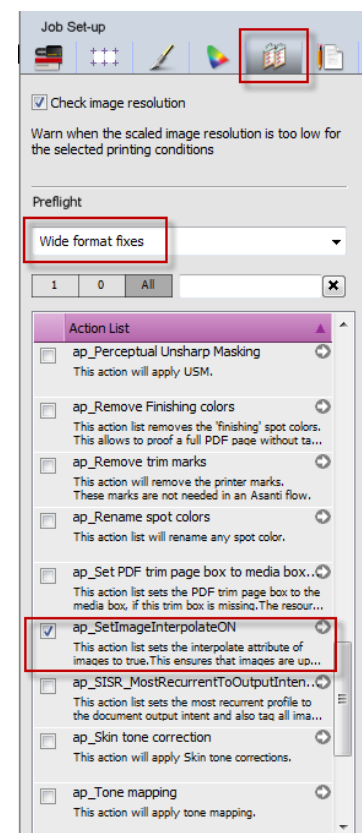 Job Set-up
Check image resolution
Warn when the scaled image resolution is too low for
the selected printing conditions
Preflight
Wide format fixes
1 0 All
Action List
ap_Perceptual Unsharp Masking
This action will apply USM.
ap_Remove Finishing colors
This action list removes the 'finishing' spot colors.
This allows to proof a full PDF page without ta...
ap_Remove trim marks
This action will remove the printer marks.
These marks are not needed in an Asanti flow.
ap_Rename spot colors
This action list will rename any spot color.
ap_Set PDF trim page box to media box..
This action list sets the PDF trim page box to the
media box, if this trim box is missing.The resour...
ap_SetImageInterpolateON
This action list sets the interpolate attribute of
images to true.This ensures that images are up...
ap_SISR_MostRecurrentToOutputInten..
This action list sets the most recurrent profile to
the document output intent and also tag all ima...
ap_Skin tone correction
This action will apply Skin tone corrections.
ap_Tone mapping
This action will apply tone mapping.